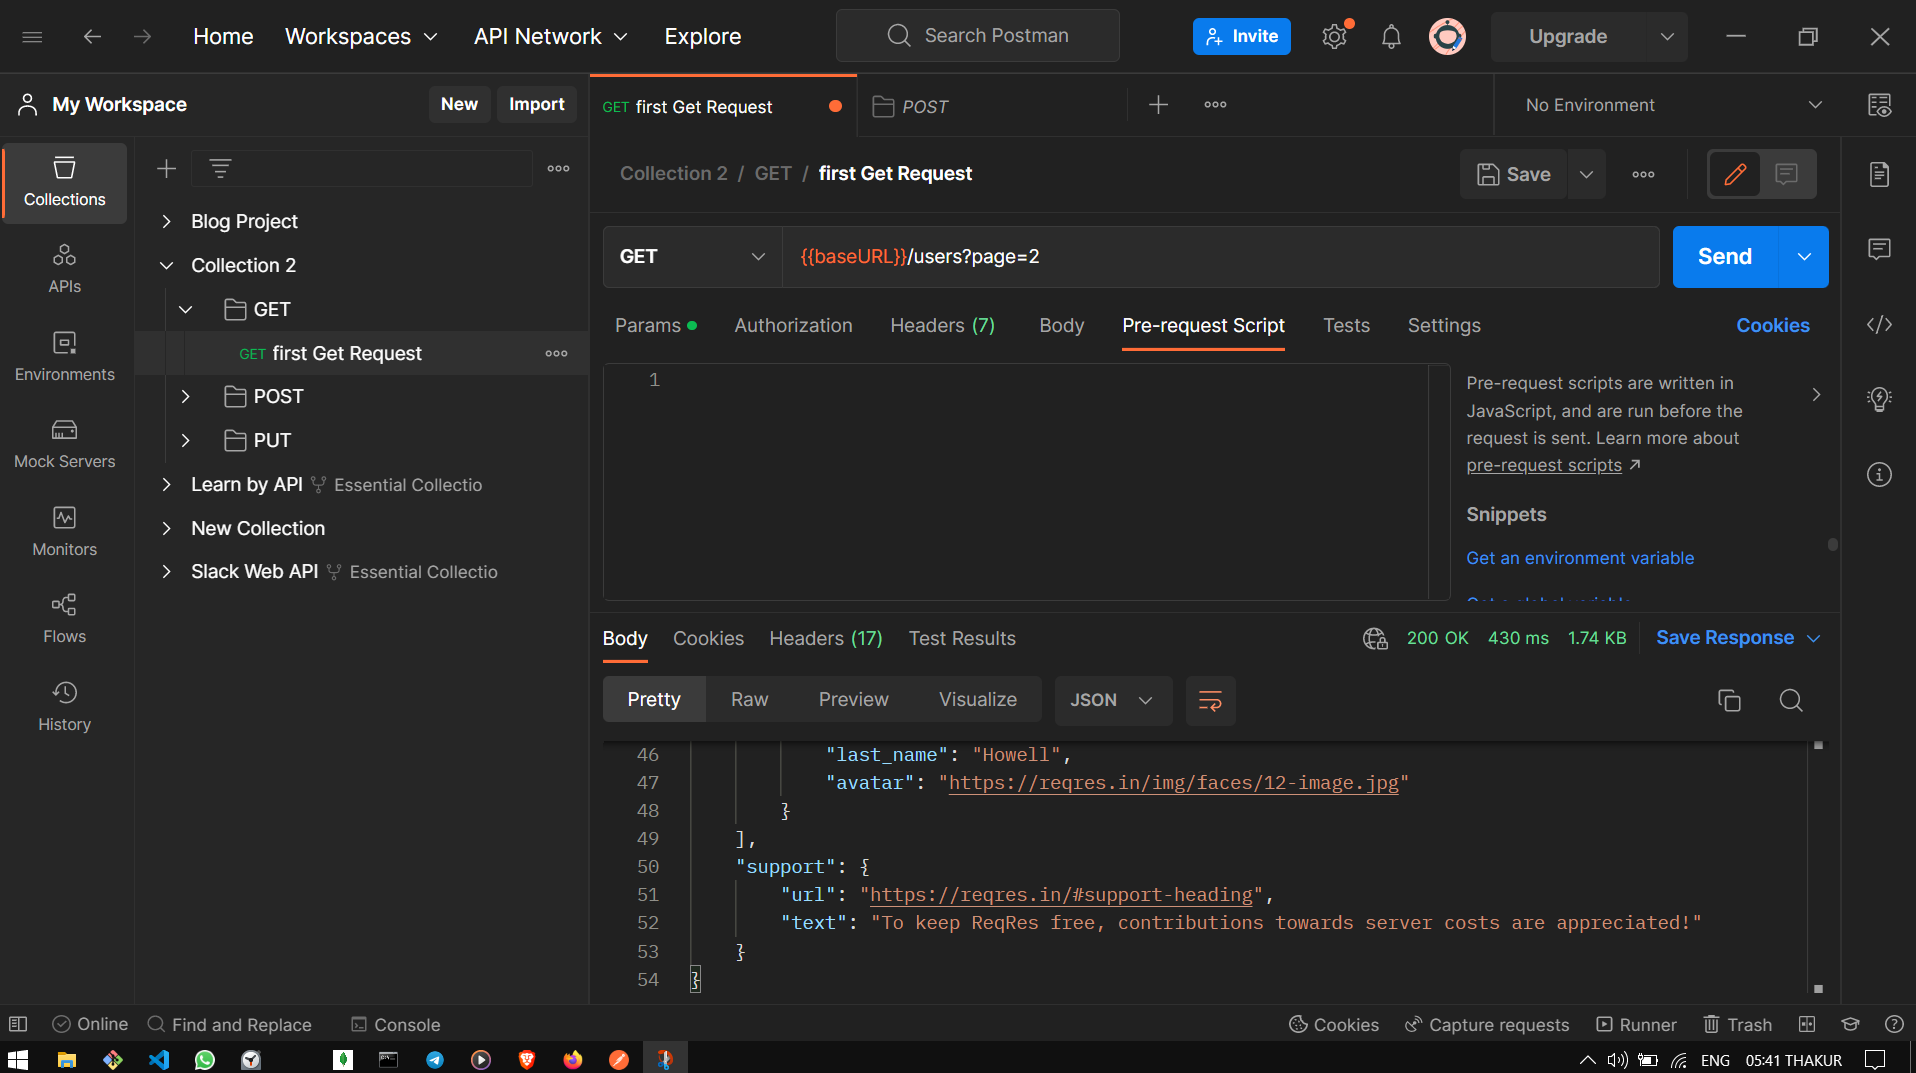 Home Workspaces API Network Explore Search Postman Invite Upgrade
My Workspace New Import
GET first Get Request POST No Environment
Collections
APIs
Environments
Mock Servers
Monitors
Flows
History
Blog Project
Collection 2
GET
GET first Get Request
POST
PUT
Learn by API Essential Collectio
New Collection
Slack Web API Essential Collectio
Collection 2 / GET / first Get Request Save
GET {{baseURL}}/users?page=2 Send
Params Authorization Headers (7) Body Pre-request Script Tests Settings Cookies
1
Pre-request scripts are written in
JavaScript, and are run before the
request is sent. Learn more about
pre-request scripts
Snippets
Get an environment variable
Get a global variable
Body Cookies Headers (17) Test Results 200 OK 430 ms 1.74 KB Save Response
Pretty Raw Preview Visualize JSON
46 "last_name": "Howell",
47 "avatar": "https://reqres.in/img/faces/12-image.jpg"
48 }
49 ],
50 "support": {
51 "url": "https://reqres.in/#support-heading",
52 "text": "To keep ReqRes free, contributions towards server costs are appreciated!"
53 }
54 }
Online Find and Replace Console Cookies Capture requests Runner Trash
ENG 05:41 THAKUR